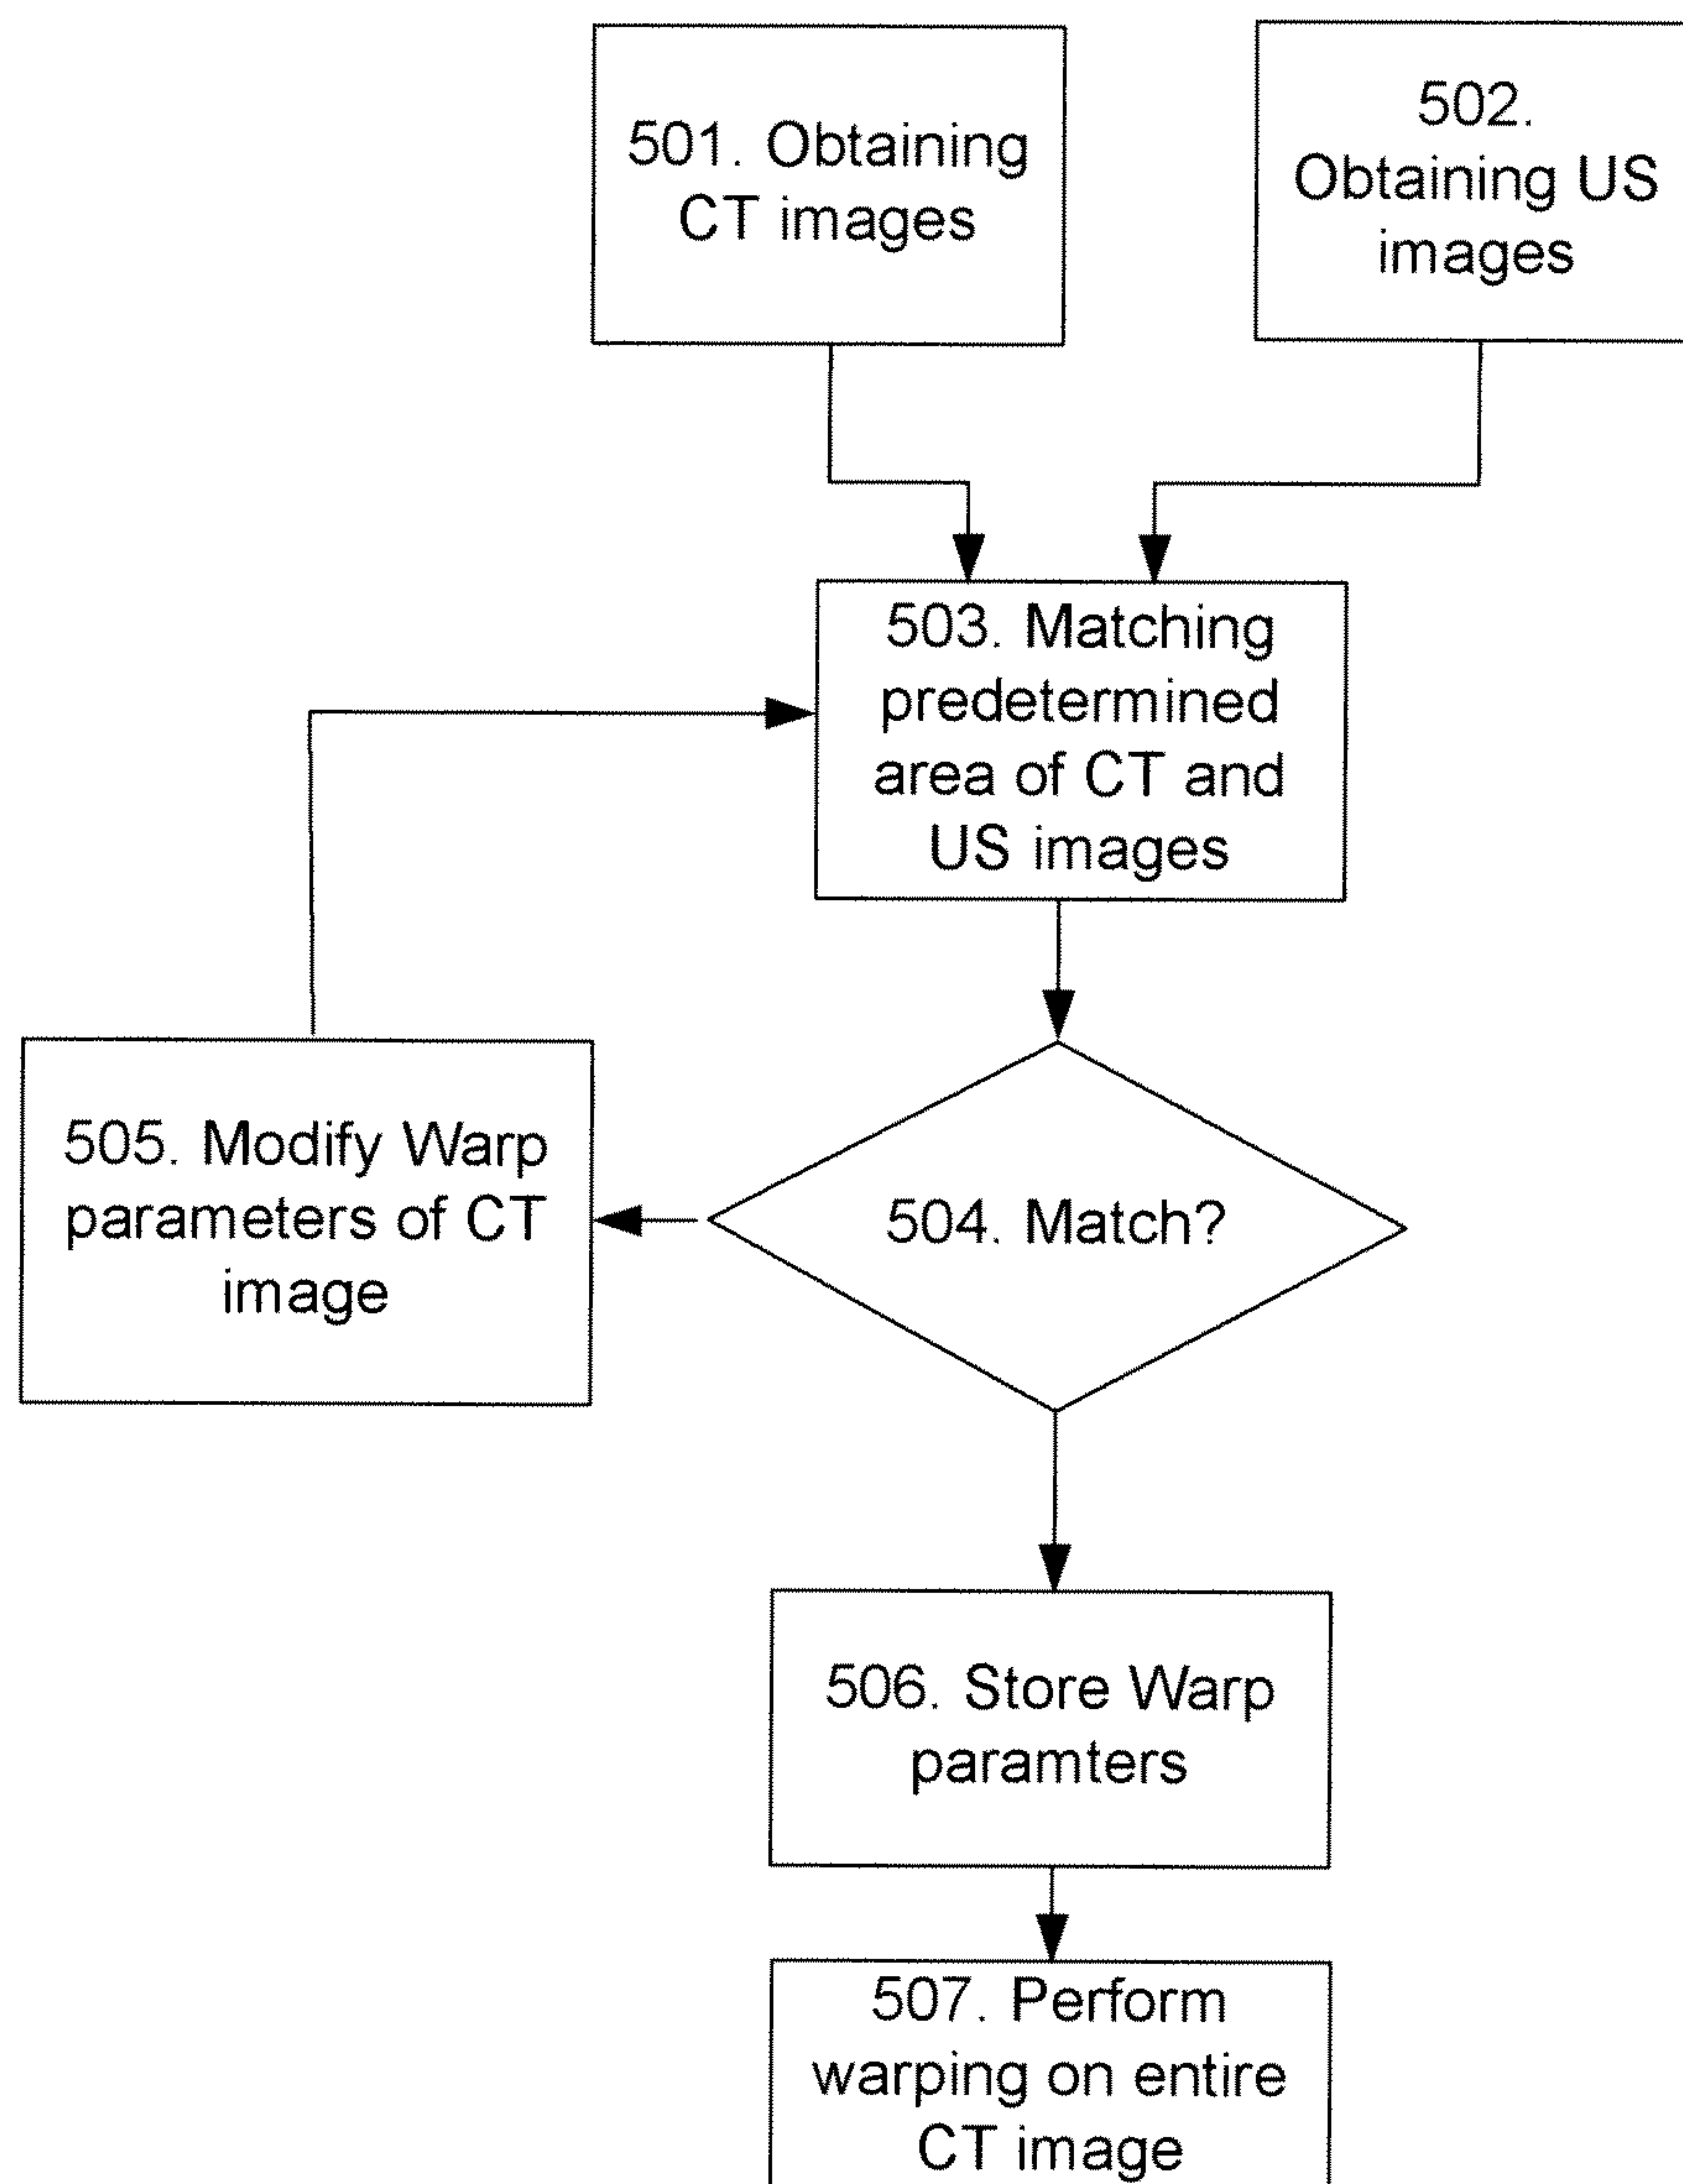 501. Obtaining
CT images
502.
Obtaining US
images
503. Matching
predetermined
area of CT and
US images
504. Match?
505. Modify Warp
parameters of CT
image
506. Store Warp
paramters
507. Perform
warping on entire
CT image